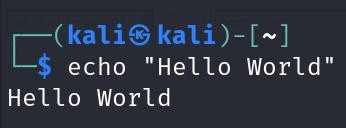 ┌──(kali㉿kali)-[~]
└─$ echo "Hello World"
Hello World